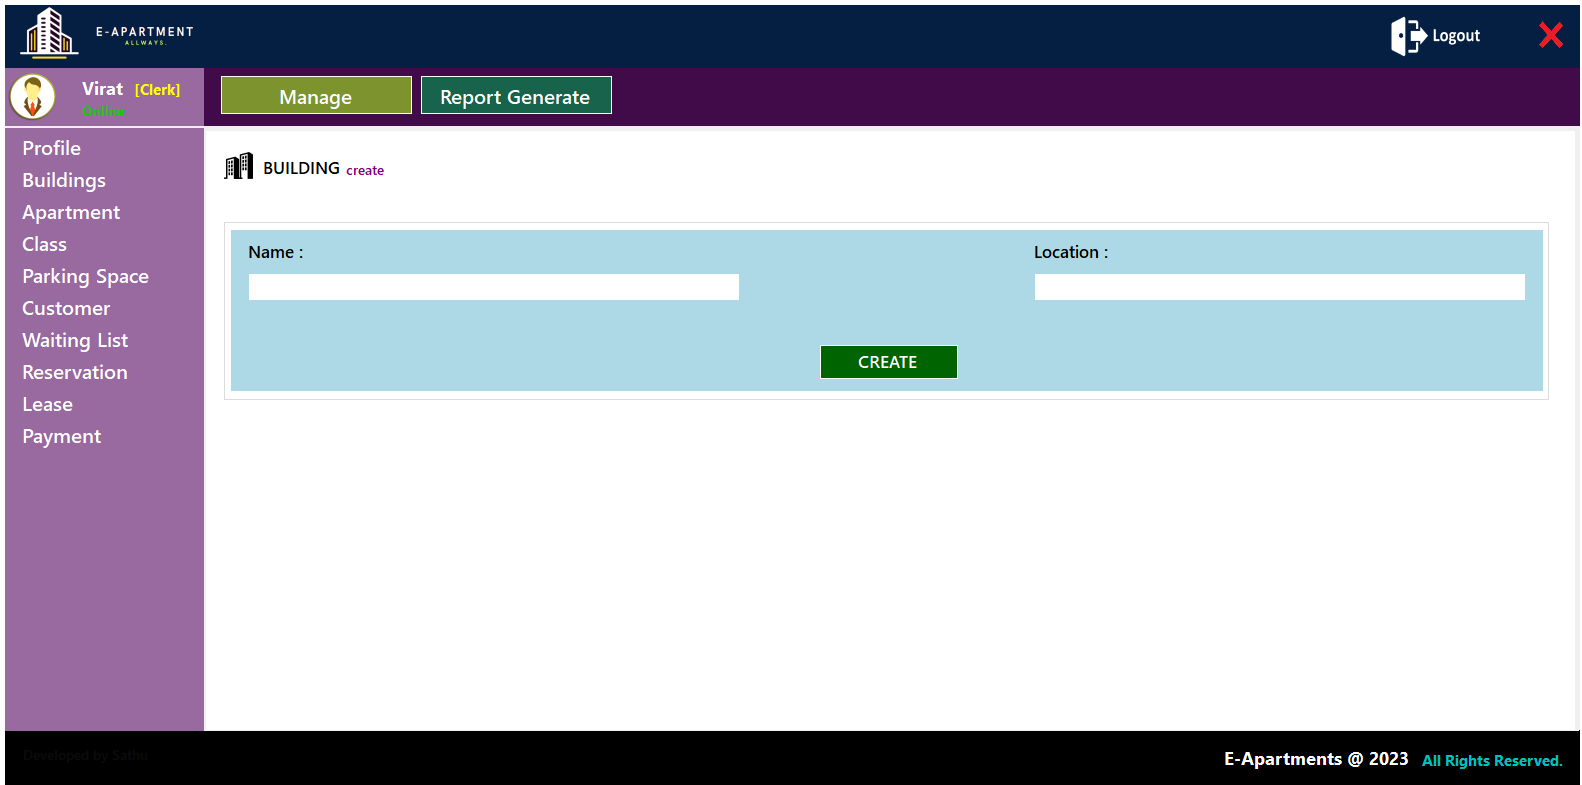 E-APARTMENT
ALLWAYS.
Logout
Virat [Clerk]
Online
Manage
Report Generate
Profile
Buildings
Apartment
Class
Parking Space
Customer
Waiting List
Reservation
Lease
Payment
BUILDING create
Name :
Location :
CREATE
Developed by Sathu
E-Apartments @ 2023 All Rights Reserved.